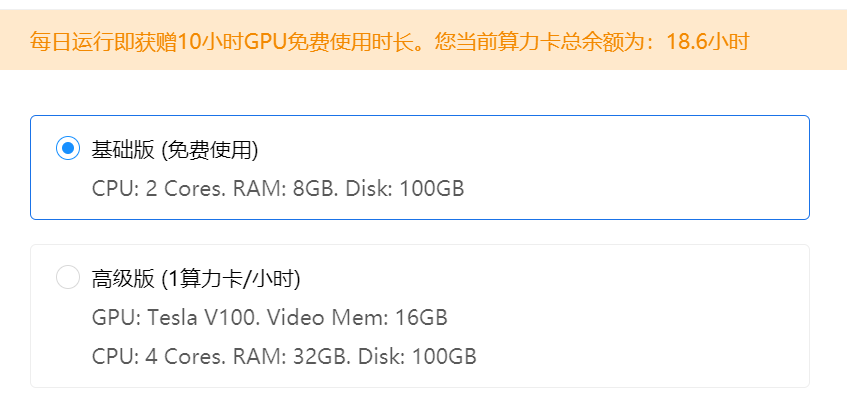 每日运行即获赠10小时GPU免费使用时长。您当前算力卡总余额为：18.6小时
基础版 (免费使用)
CPU: 2 Cores. RAM: 8GB. Disk: 100GB
高级版 (1算力卡/小时)
GPU: Tesla V100. Video Mem: 16GB
CPU: 4 Cores. RAM: 32GB. Disk: 100GB